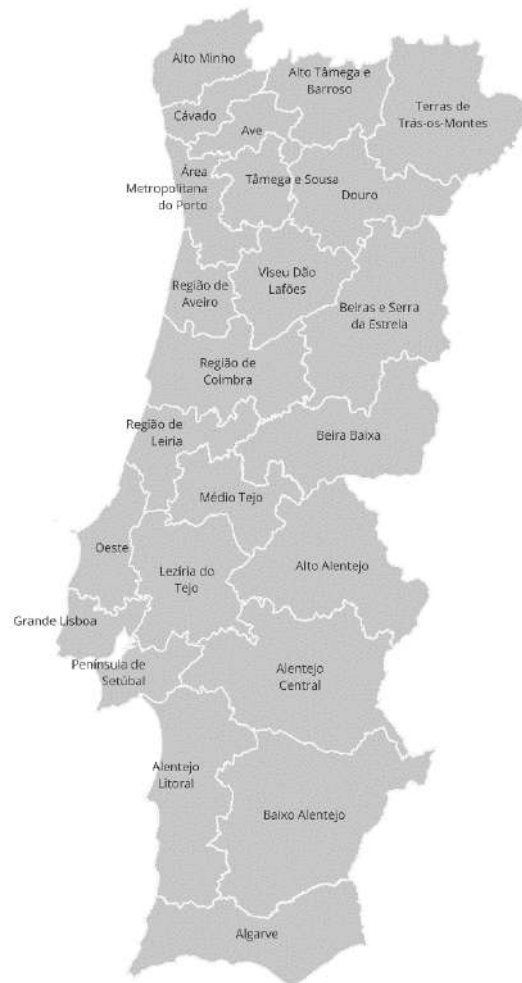 Alto Minho
Alto Tâmega e
Barroso
Terras de
Trás-os-Montes
Cávado
Ave
Área
Metropolitana
do Porto
Tâmega e Sousa
Douro
Viseu Dão
Lafões
Região de
Aveiro
Beiras e Serra
da Estrela
Região de
Coimbra
Região de
Leiria
Beira Baixa
Médio Tejo
Oeste
Lezíria do
Tejo
Alto Alentejo
Grande Lisboa
Península de
Setúbal
Alentejo
Central
Alentejo
Litoral
Baixo Alentejo
Algarve